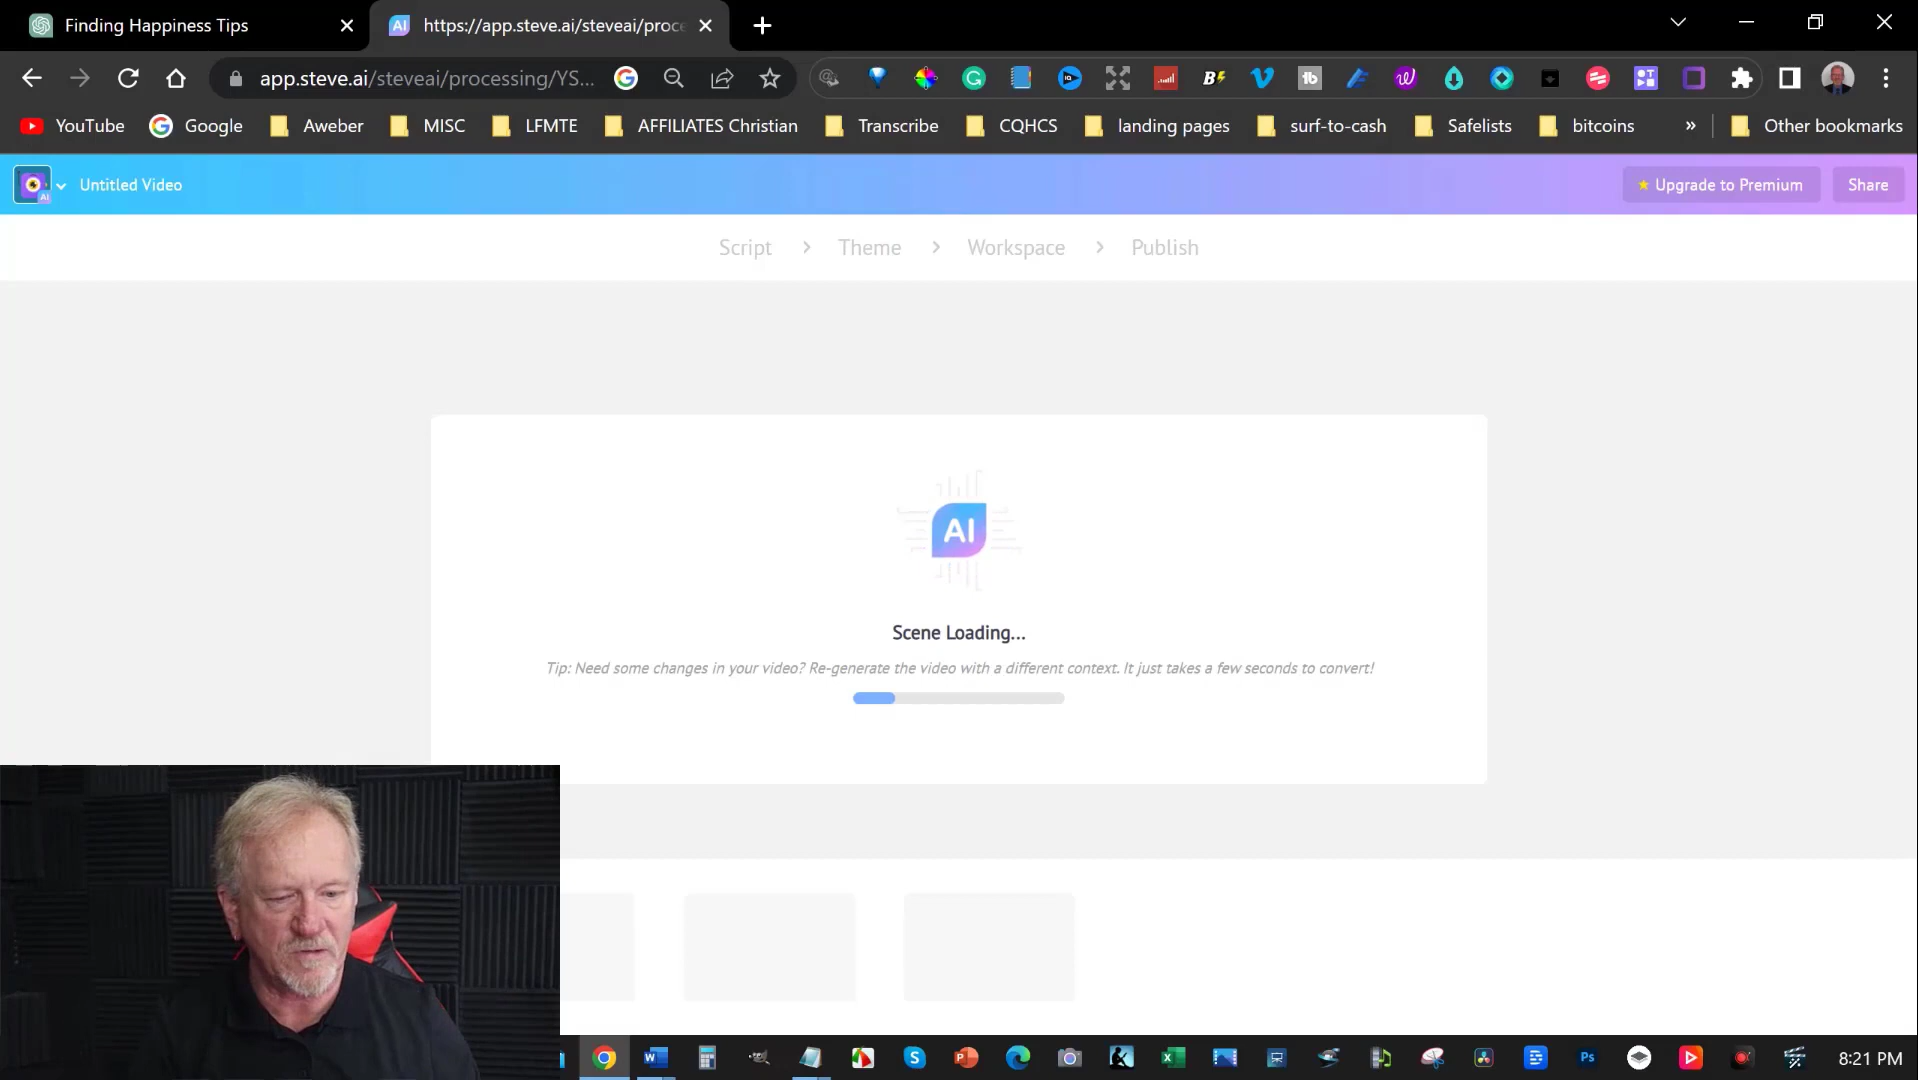 Finding Happiness Tips
https://app.steve.ai/steveai/proce
app.steve.ai/steveai/processing/YS...
YouTube Google Aweber MISC LFMTE AFFILIATES Christian Transcribe CQHCS landing pages surf-to-cash Safelists bitcoins » Other bookmarks
Untitled Video
Upgrade to Premium
Share
Script > Theme > Workspace > Publish
AI
Scene Loading...
Tip: Need some changes in your video? Re-generate the video with a different context. It just takes a few seconds to convert!
8:21 PM